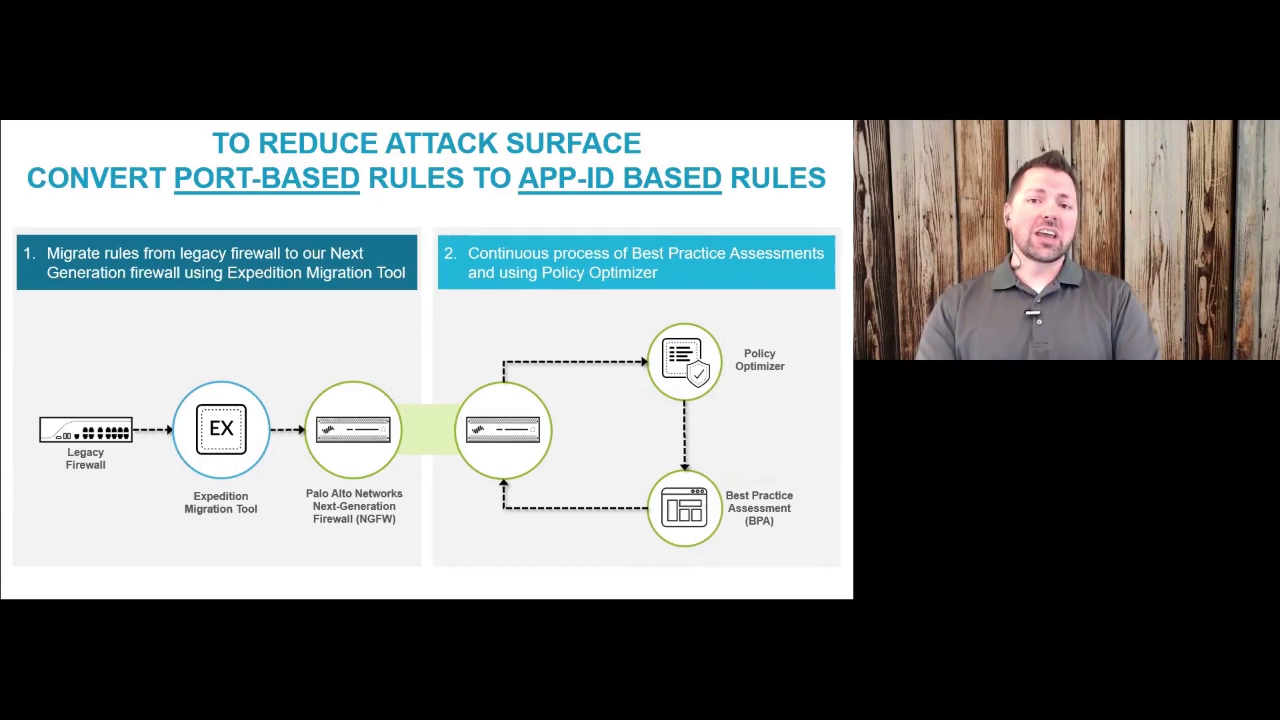 TO REDUCE ATTACK SURFACE
CONVERT PORT-BASED RULES TO APP-ID BASED RULES
1. Migrate rules from legacy firewall to our Next
Generation firewall using Expedition Migration Tool
2. Continuous process of Best Practice Assessments
and using Policy Optimizer
Legacy
Firewall
EX
Expedition
Migration Tool
Palo Alto Networks
Next-Generation
Firewall (NGFW)
Policy
Optimizer
Best Practice
Assessment
(BPA)